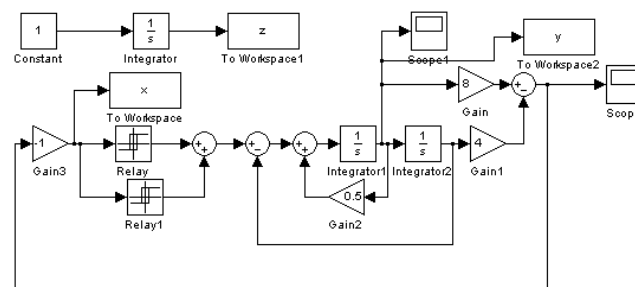 1
Constant
1
s
Integrator
z
To Workspace1
Scope1
y
To Workspace2
x
To Workspace
8
Gain
+
−
Scop
-1
Gain3
Relay
+
+
+
−
+
+
1
s
Integrator1
1
s
Integrator2
4
Gain1
Relay1
0.5
Gain2